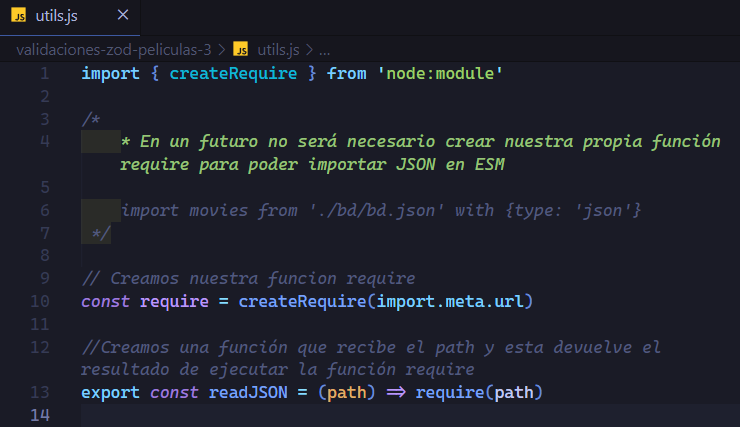 JS utils.js ×
validaciones-zod-peliculas-3 > JS utils.js > ...
1 import { createRequire } from 'node:module'
2
3 /*
4 * En un futuro no será necesario crear nuestra propia función
require para poder importar JSON en ESM
5
6 import movies from './bd/bd.json' with {type: 'json'}
7 */
8
9 // Creamos nuestra funcion require
10 const require = createRequire(import.meta.url)
11
12 //Creamos una función que recibe el path y esta devuelve el
resultado de ejecutar la función require
13 export const readJSON = (path) => require(path)
14